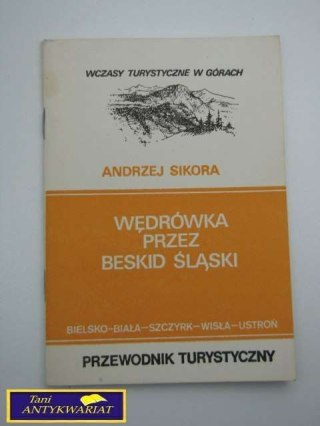 WCZASY TURYSTYCZNE W GÓRACH
ANDRZEJ SIKORA
WĘDRÓWKA
PRZEZ
BESKID ŚLĄSKI
BIELSKO-BIAŁA-SZCZYRK-WISŁA-USTROŃ
PRZEWODNIK TURYSTYCZNY
Tani
ANTYKWARIAT